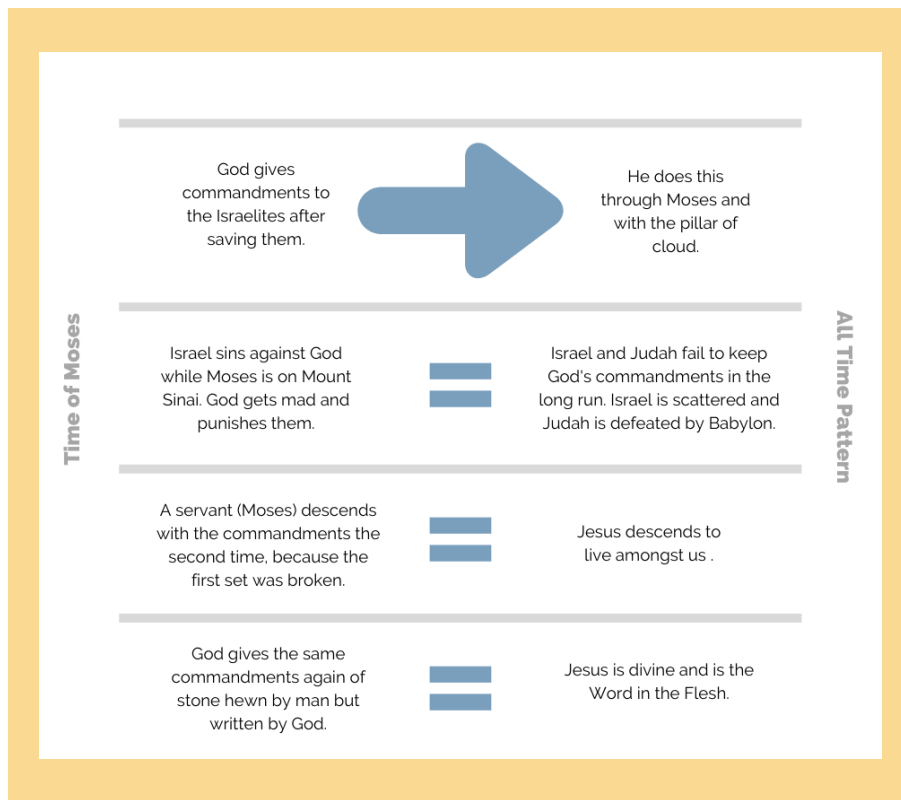 God gives
commandments to
the Israelites after
saving them.
He does this
through Moses and
with the pillar of
cloud.
Time of Moses
Israel sins against God
while Moses is on Mount
Sinai. God gets mad and
punishes them.
Israel and Judah fail to keep
God's commandments in the
long run. Israel is scattered and
Judah is defeated by Babylon.
All Time Pattern
A servant (Moses) descends
with the commandments the
second time, because the
first set was broken.
Jesus descends to
live amongst us .
God gives the same
commandments again of
stone hewn by man but
written by God.
Jesus is divine and is the
Word in the Flesh.